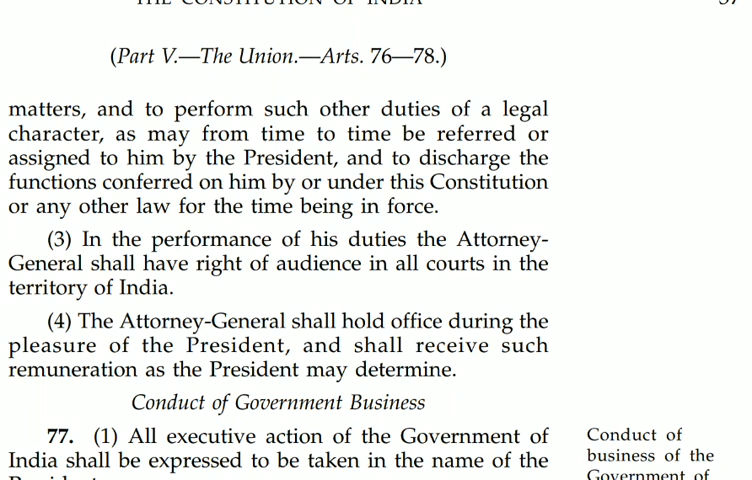 THE CONSTITUTION OF INDIA
(Part V.—The Union.—Arts. 76—78.)
matters, and to perform such other duties of a legal
character, as may from time to time be referred or
assigned to him by the President, and to discharge the
functions conferred on him by or under this Constitution
or any other law for the time being in force.
(3) In the performance of his duties the Attorney-
General shall have right of audience in all courts in the
territory of India.
(4) The Attorney-General shall hold office during the
pleasure of the President, and shall receive such
remuneration as the President may determine.
Conduct of Government Business
77. (1) All executive action of the Government of
India shall be expressed to be taken in the name of the
Conduct of
business of the
Government of